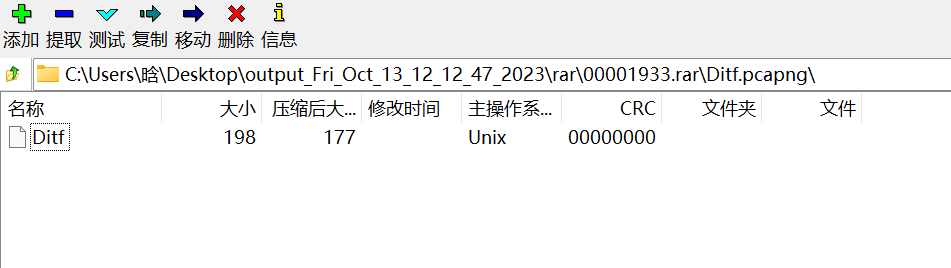 添加 提取 测试 复制 移动 删除 信息
C:\Users\晗\Desktop\output_Fri_Oct_13_12_12_47_2023\rar\00001933.rar\Ditf.pcapng\
名称 大小 压缩后大... 修改时间 主操作系... CRC 文件夹 文件
Ditf 198 177 Unix 00000000